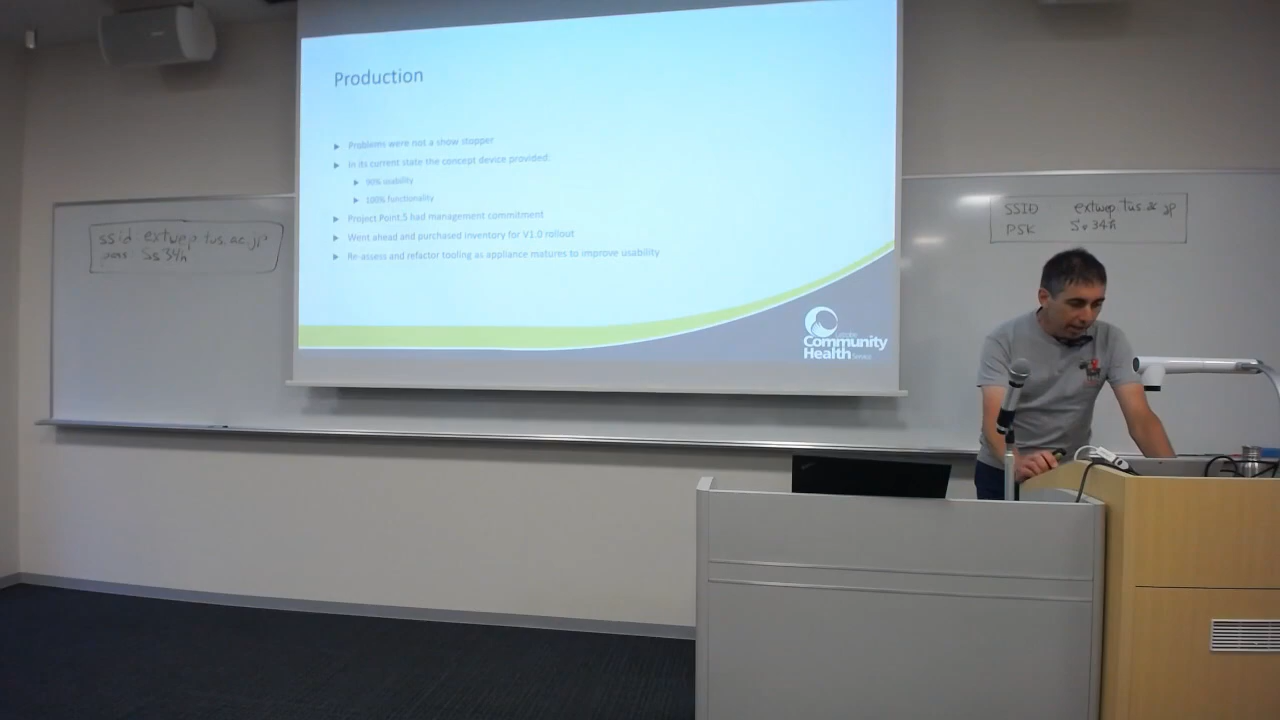 Production
Problems were not a show stopper
In its current state the concept device provided:
90% usability
100% functionality
Project Point.5 had management commitment
Went ahead and purchased inventory for V1.0 rollout
Re-assess and refactor tooling as appliance matures to improve usability
Community
Health Service
ssid: extwep.tus.ac.jp
pass: Ss34h
SSID extwep.tus.ac.jp
PSK